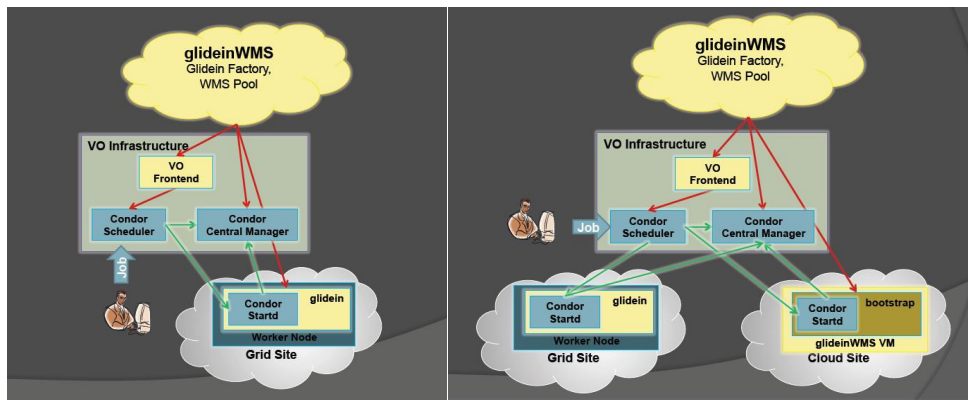 glideinWMS
Glidein Factory,
WMS Pool
VO Infrastructure
VO
Frontend
Condor
Scheduler
Condor
Central Manager
Job
glidein
Condor
Startd
Worker Node
Grid Site
glideinWMS
Glidein Factory,
WMS Pool
VO Infrastructure
VO
Frontend
Job
Condor
Scheduler
Condor
Central Manager
glidein
Condor
Startd
Worker Node
Grid Site
bootstrap
Condor
Startd
glideinWMS VM
Cloud Site